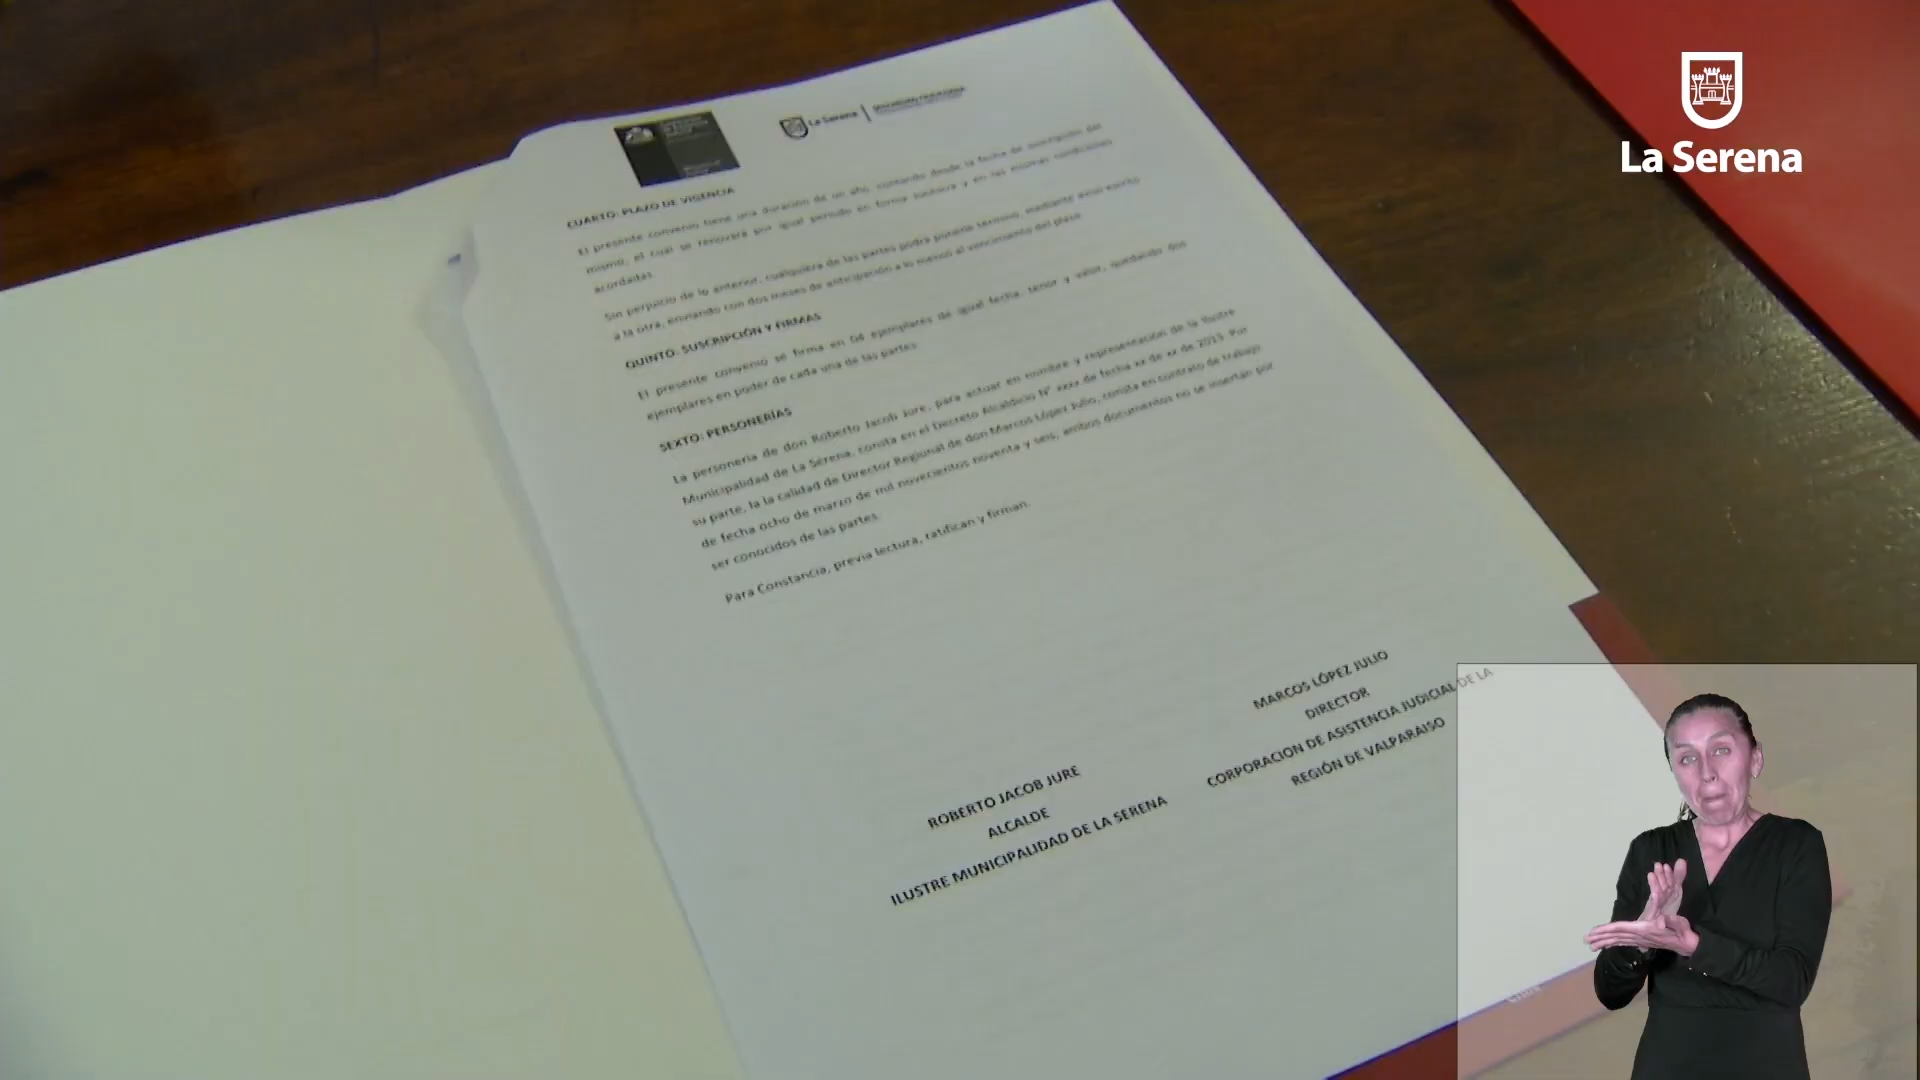 La Serena
La Serena
CUARTO: PLAZO DE VIGENCIA
El presente convenio tiene una duración de un año, contando desde la fecha de suscripción del
mismo, el cual se renovará por igual periodo en forma sucesiva y en las mismas condiciones
acordadas.
Sin perjuicio de lo anterior, cualquiera de las partes podrá ponerle término, mediante aviso escrito
a la otra, enviando con dos meses de anticipación a lo menos al vencimiento del plazo.
QUINTO: SUSCRIPCIÓN Y FIRMAS
El presente convenio se firma en 04 ejemplares de igual fecha, tenor y valor, quedando dos
ejemplares en poder de cada una de las partes.
SEXTO: PERSONERÍAS
La personería de don Roberto Jacob Jure, para actuar en nombre y representación de la Ilustre
Municipalidad de La Serena, consta en el Decreto Alcaldicio N° xxxx de fecha xx de xx de 2013. Por
su parte, la la calidad de Director Regional de don Marcos López Julio, consta en contrato de trabajo
de fecha ocho de marzo de mil novecientos noventa y seis; ambos documentos no se insertan por
ser conocidos de las partes.
Para Constancia, previa lectura, ratifican y firman.
MARCOS LÓPEZ JULIO
DIRECTOR
CORPORACION DE ASISTENCIA JUDICIAL DE LA
REGIÓN DE VALPARAISO
ROBERTO JACOB JURE
ALCALDE
ILUSTRE MUNICIPALIDAD DE LA SERENA